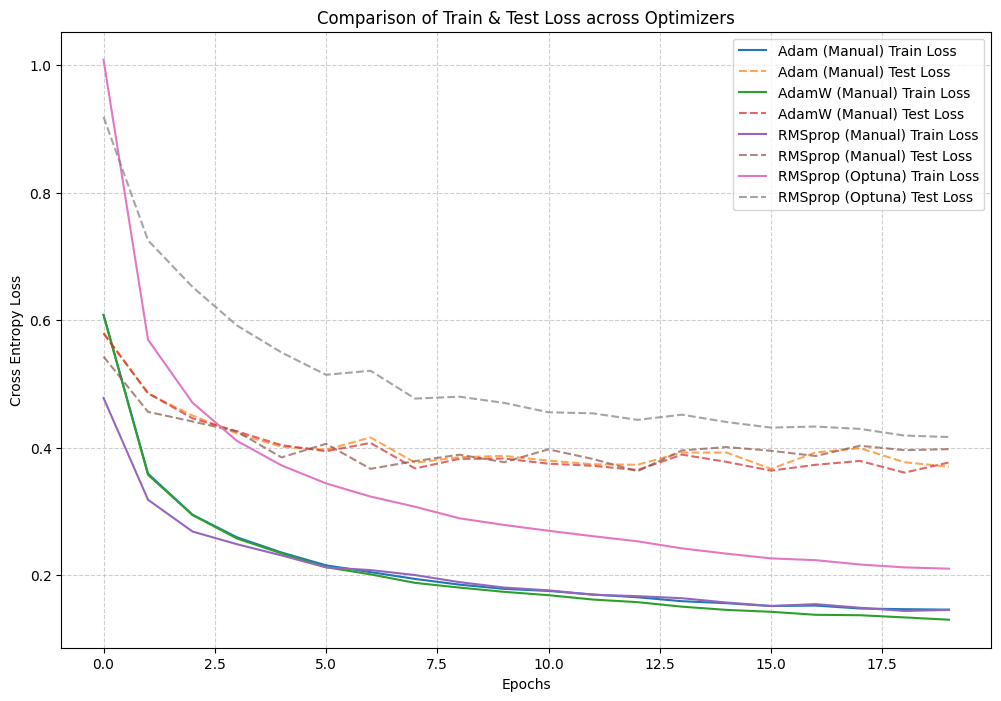 Comparison of Train & Test Loss across Optimizers
Adam (Manual) Train Loss
Adam (Manual) Test Loss
AdamW (Manual) Train Loss
AdamW (Manual) Test Loss
RMSprop (Manual) Train Loss
RMSprop (Manual) Test Loss
RMSprop (Optuna) Train Loss
RMSprop (Optuna) Test Loss
Cross Entropy Loss
1.0
0.8
0.6
0.4
0.2
0.0 2.5 5.0 7.5 10.0 12.5 15.0 17.5
Epochs